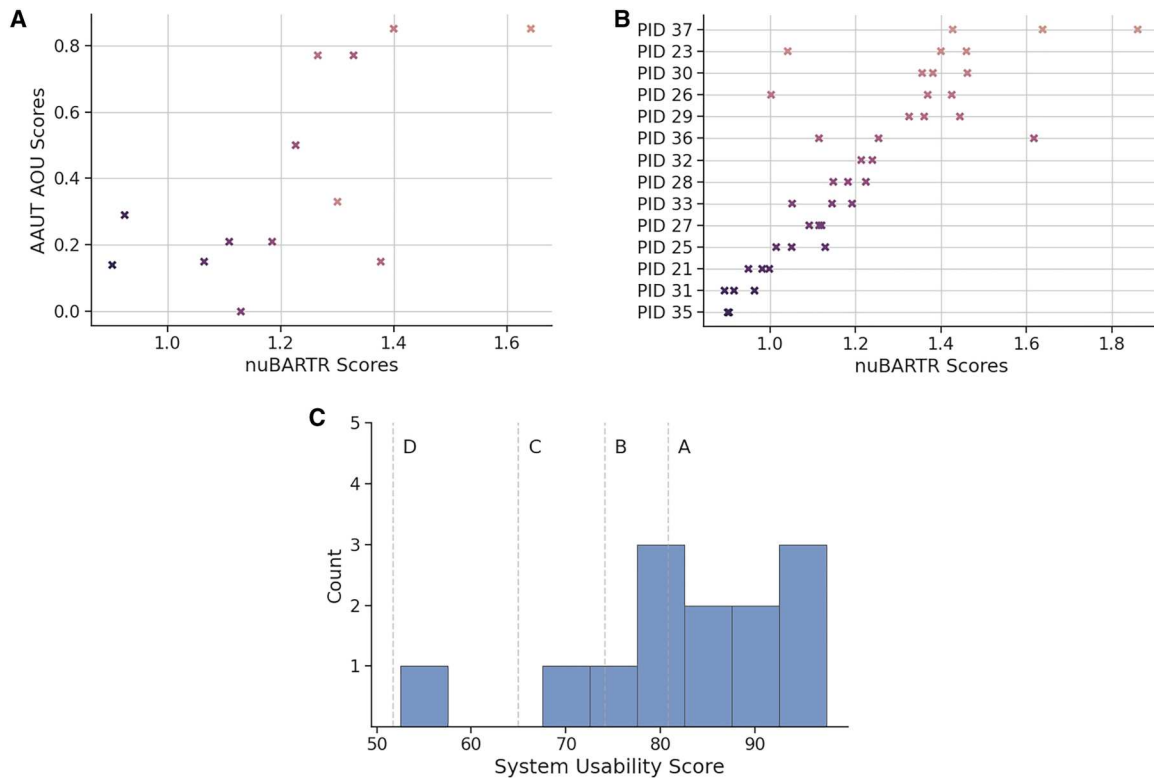 A
AAUT AOU Scores
0.8
0.6
0.4
0.2
0.0
1.0 1.2 1.4 1.6
nuBARTR Scores
B
PID 37
PID 23
PID 30
PID 26
PID 29
PID 36
PID 32
PID 28
PID 33
PID 27
PID 25
PID 21
PID 31
PID 35
1.0 1.2 1.4 1.6 1.8
nuBARTR Scores
C
D C B A
Count
5
4
3
2
1
50 60 70 80 90
System Usability Score